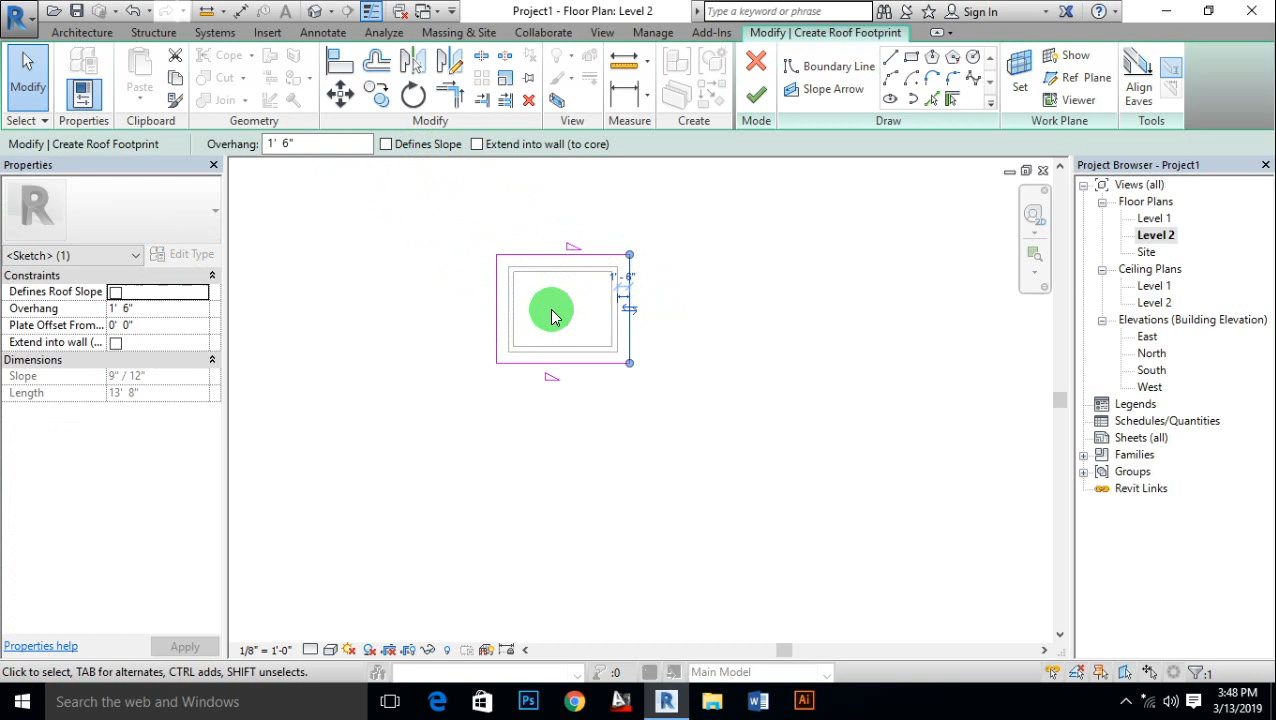 Project1 - Floor Plan: Level 2
Type a keyword or phrase
Sign In
Architecture
Structure
Systems
Insert
Annotate
Analyze
Massing & Site
Collaborate
View
Manage
Add-Ins
Modify | Create Roof Footprint
Modify
Paste
Cope
Cut
Join
Boundary Line
Slope Arrow
Set
Show
Ref Plane
Viewer
Align
Eaves
Select
Properties
Clipboard
Geometry
Modify
View
Measure
Create
Mode
Draw
Work Plane
Tools
Modify | Create Roof Footprint
Overhang:
1' 6"
Defines Slope
Extend into wall (to core)
Properties
<Sketch> (1)
Edit Type
Constraints
Defines Roof Slope
Overhang
1' 6"
Plate Offset From...
0' 0"
Extend into wall (...
Dimensions
Slope
9" / 12"
Length
13' 8"
Properties help
Apply
1' - 6"
2D
Project Browser - Project1
Views (all)
Floor Plans
Level 1
Level 2
Site
Ceiling Plans
Level 1
Level 2
Elevations (Building Elevation)
East
North
South
West
Legends
Schedules/Quantities
Sheets (all)
Families
Groups
Revit Links
1/8" = 1'-0"
Click to select, TAB for alternates, CTRL adds, SHIFT unselects.
:0
Main Model
:1
Search the web and Windows
3:48 PM
3/13/2019